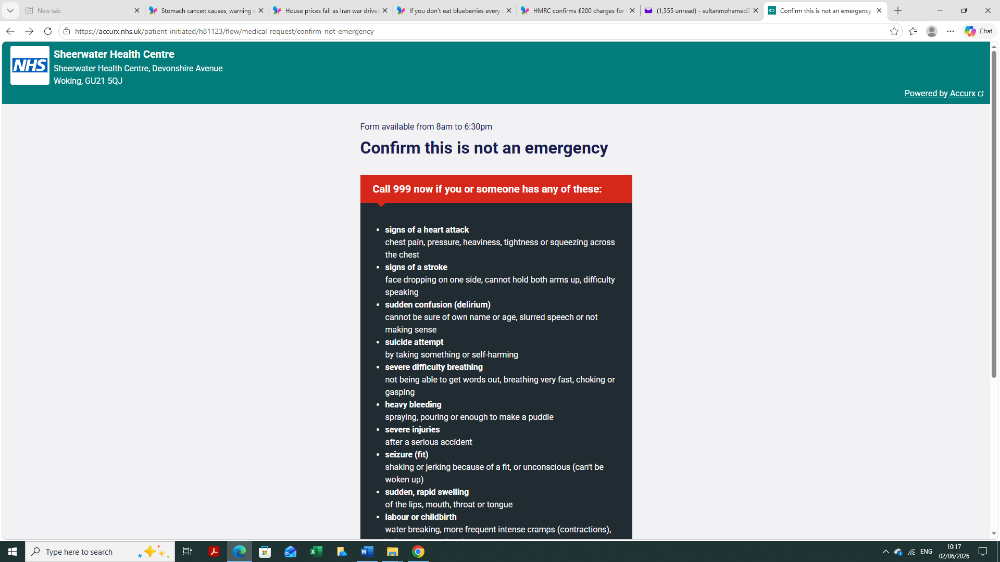 New tab
Stomach cancer: causes, warning s
House prices fall as Iran war drives
If you don't eat blueberries every
HMRC confirms £200 charges for
(1,355 unread) - sultanmohamed2
Confirm this is not an emergency
https://accurx.nhs.uk/patient-initiated/h81123/flow/medical-request/confirm-not-emergency
Chat
NHS
Sheerwater Health Centre
Sheerwater Health Centre, Devonshire Avenue
Woking, GU21 5QJ
Powered by Accurx
Form available from 8am to 6:30pm
Confirm this is not an emergency
Call 999 now if you or someone has any of these:
• signs of a heart attack
chest pain, pressure, heaviness, tightness or squeezing across
the chest
• signs of a stroke
face dropping on one side, cannot hold both arms up, difficulty
speaking
• sudden confusion (delirium)
cannot be sure of own name or age, slurred speech or not
making sense
• suicide attempt
by taking something or self-harming
• severe difficulty breathing
not being able to get words out, breathing very fast, choking or
gasping
• heavy bleeding
spraying, pouring or enough to make a puddle
• severe injuries
after a serious accident
• seizure (fit)
shaking or jerking because of a fit, or unconscious (can't be
woken up)
• sudden, rapid swelling
of the lips, mouth, throat or tongue
• labour or childbirth
water breaking, more frequent intense cramps (contractions),
Type here to search
ENG
10:17
02/06/2026